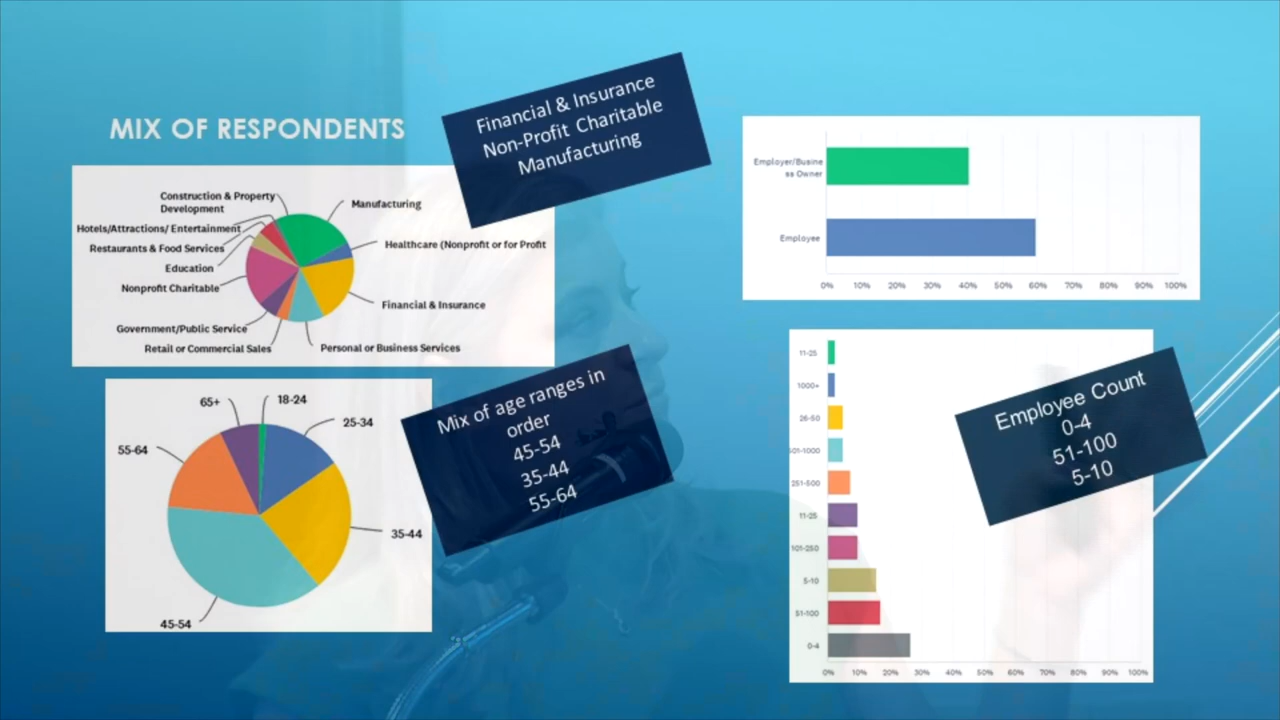 MIX OF RESPONDENTS
Financial & Insurance
Non-Profit Charitable
Manufacturing
Construction & Property
Development
Hotels/Attractions/ Entertainment
Restaurants & Food Services
Education
Nonprofit Charitable
Government/Public Service
Retail or Commercial Sales
Manufacturing
Healthcare (Nonprofit or for Profit
Financial & Insurance
Personal or Business Services
Employer/Busine
ss Owner
Employee
0% 10% 20% 30% 40% 50% 60% 70% 80% 90% 100%
65+
18-24
25-34
55-64
35-44
45-54
Mix of age ranges in
order
45-54
35-44
55-64
11-25
1000+
26-50
501-1000
251-500
11-25
101-250
5-10
51-100
0-4
0% 10% 20% 30% 40% 50% 60% 70% 80% 90% 100%
Employee Count
0-4
51-100
5-10